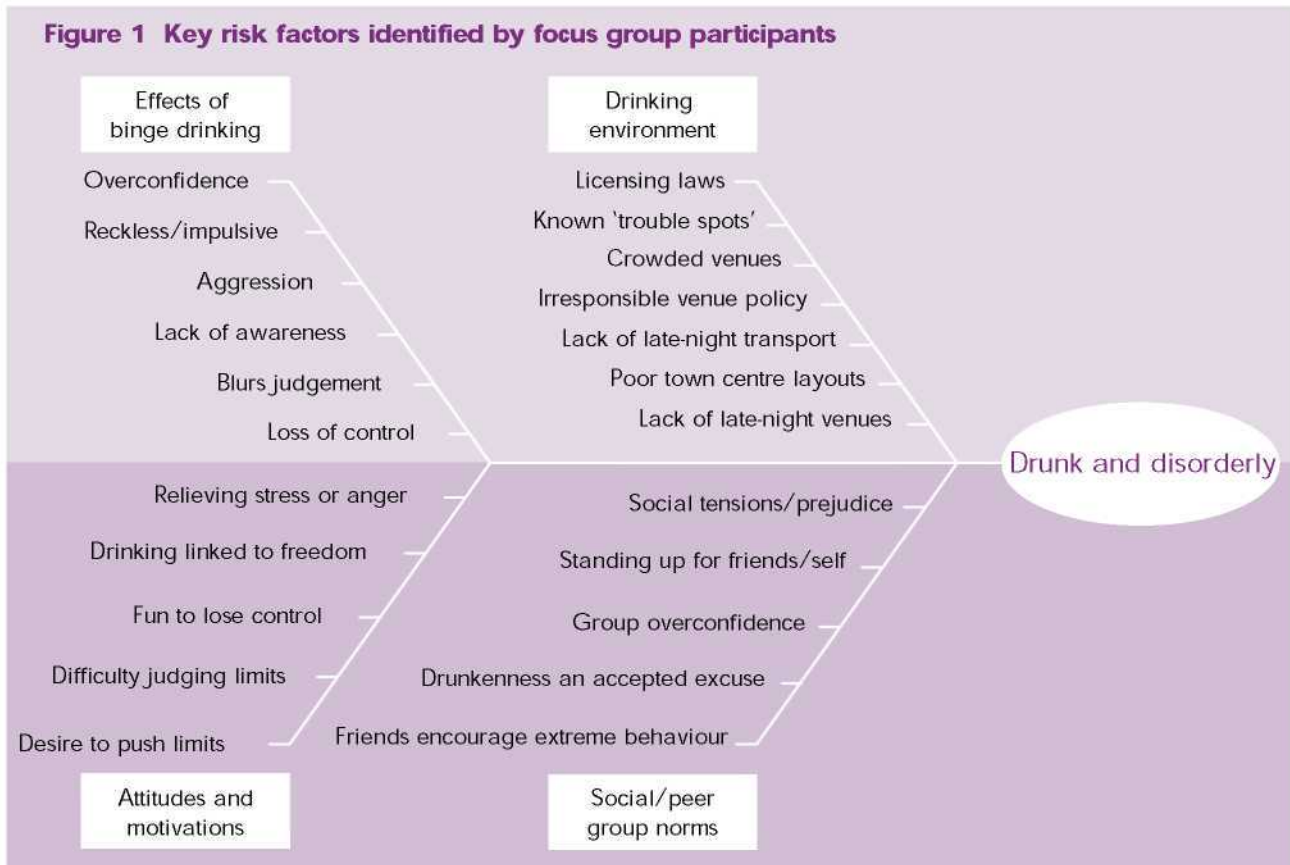 Figure 1 Key risk factors identified by focus group participants
Effects of
binge drinking
Overconfidence
Reckless/impulsive
Aggression
Lack of awareness
Blurs judgement
Loss of control
Drinking
environment
Licensing laws
Known ‘trouble spots’
Crowded venues
Irresponsible venue policy
Lack of late-night transport
Poor town centre layouts
Lack of late-night venues
Drunk and disorderly
Relieving stress or anger
Drinking linked to freedom
Fun to lose control
Difficulty judging limits
Desire to push limits
Attitudes and
motivations
Social tensions/prejudice
Standing up for friends/self
Group overconfidence
Drunkenness an accepted excuse
Friends encourage extreme behaviour
Social/peer
group norms